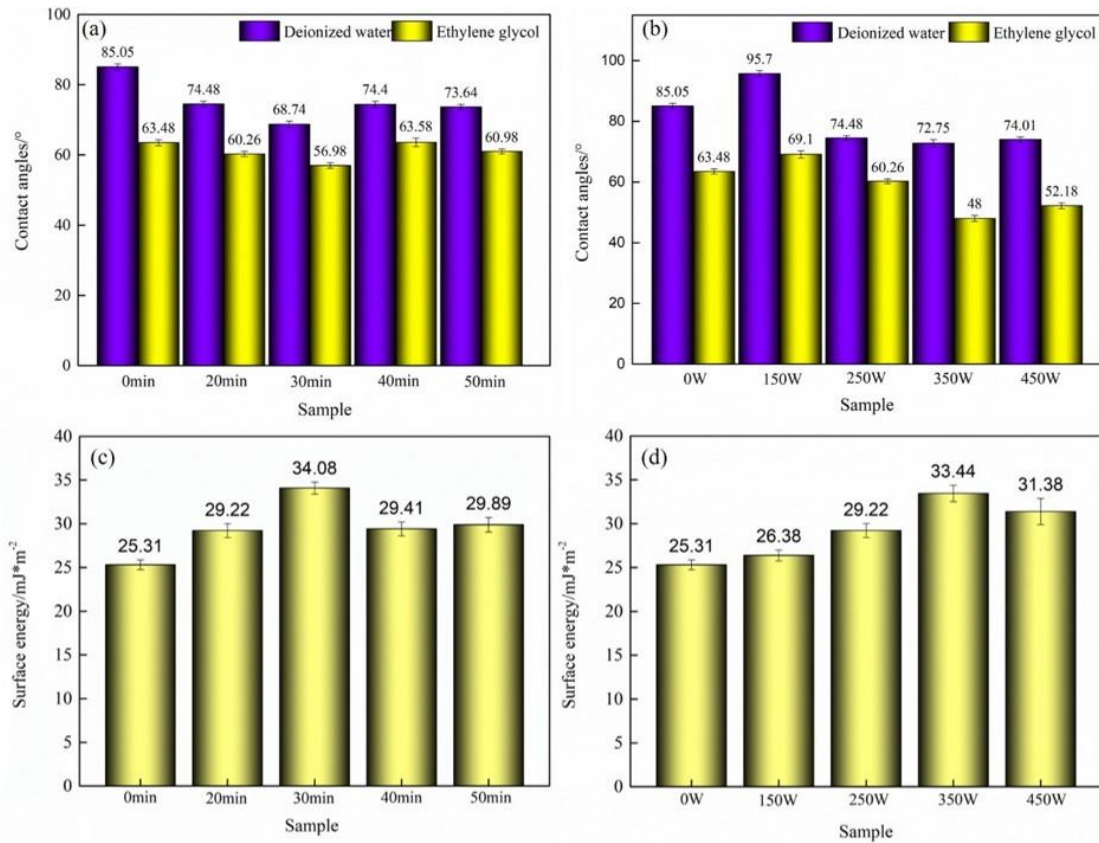 (a)
Deionized water
Ethylene glycol
100
80
60
40
20
0
Contact angles/°
85.05
63.48
74.48
60.26
68.74
56.98
74.4
63.58
73.64
60.98
0min
20min
30min
40min
50min
Sample
(b)
Deionized water
Ethylene glycol
100
80
60
40
20
0
Contact angles/°
85.05
63.48
95.7
69.1
74.48
60.26
72.75
48
74.01
52.18
0W
150W
250W
350W
450W
Sample
(c)
40
35
30
25
20
15
10
5
0
Surface energy/mJ*m-2
25.31
29.22
34.08
29.41
29.89
0min
20min
30min
40min
50min
Sample
(d)
40
35
30
25
20
15
10
5
0
Surface energy/mJ*m-2
25.31
26.38
29.22
33.44
31.38
0W
150W
250W
350W
450W
Sample